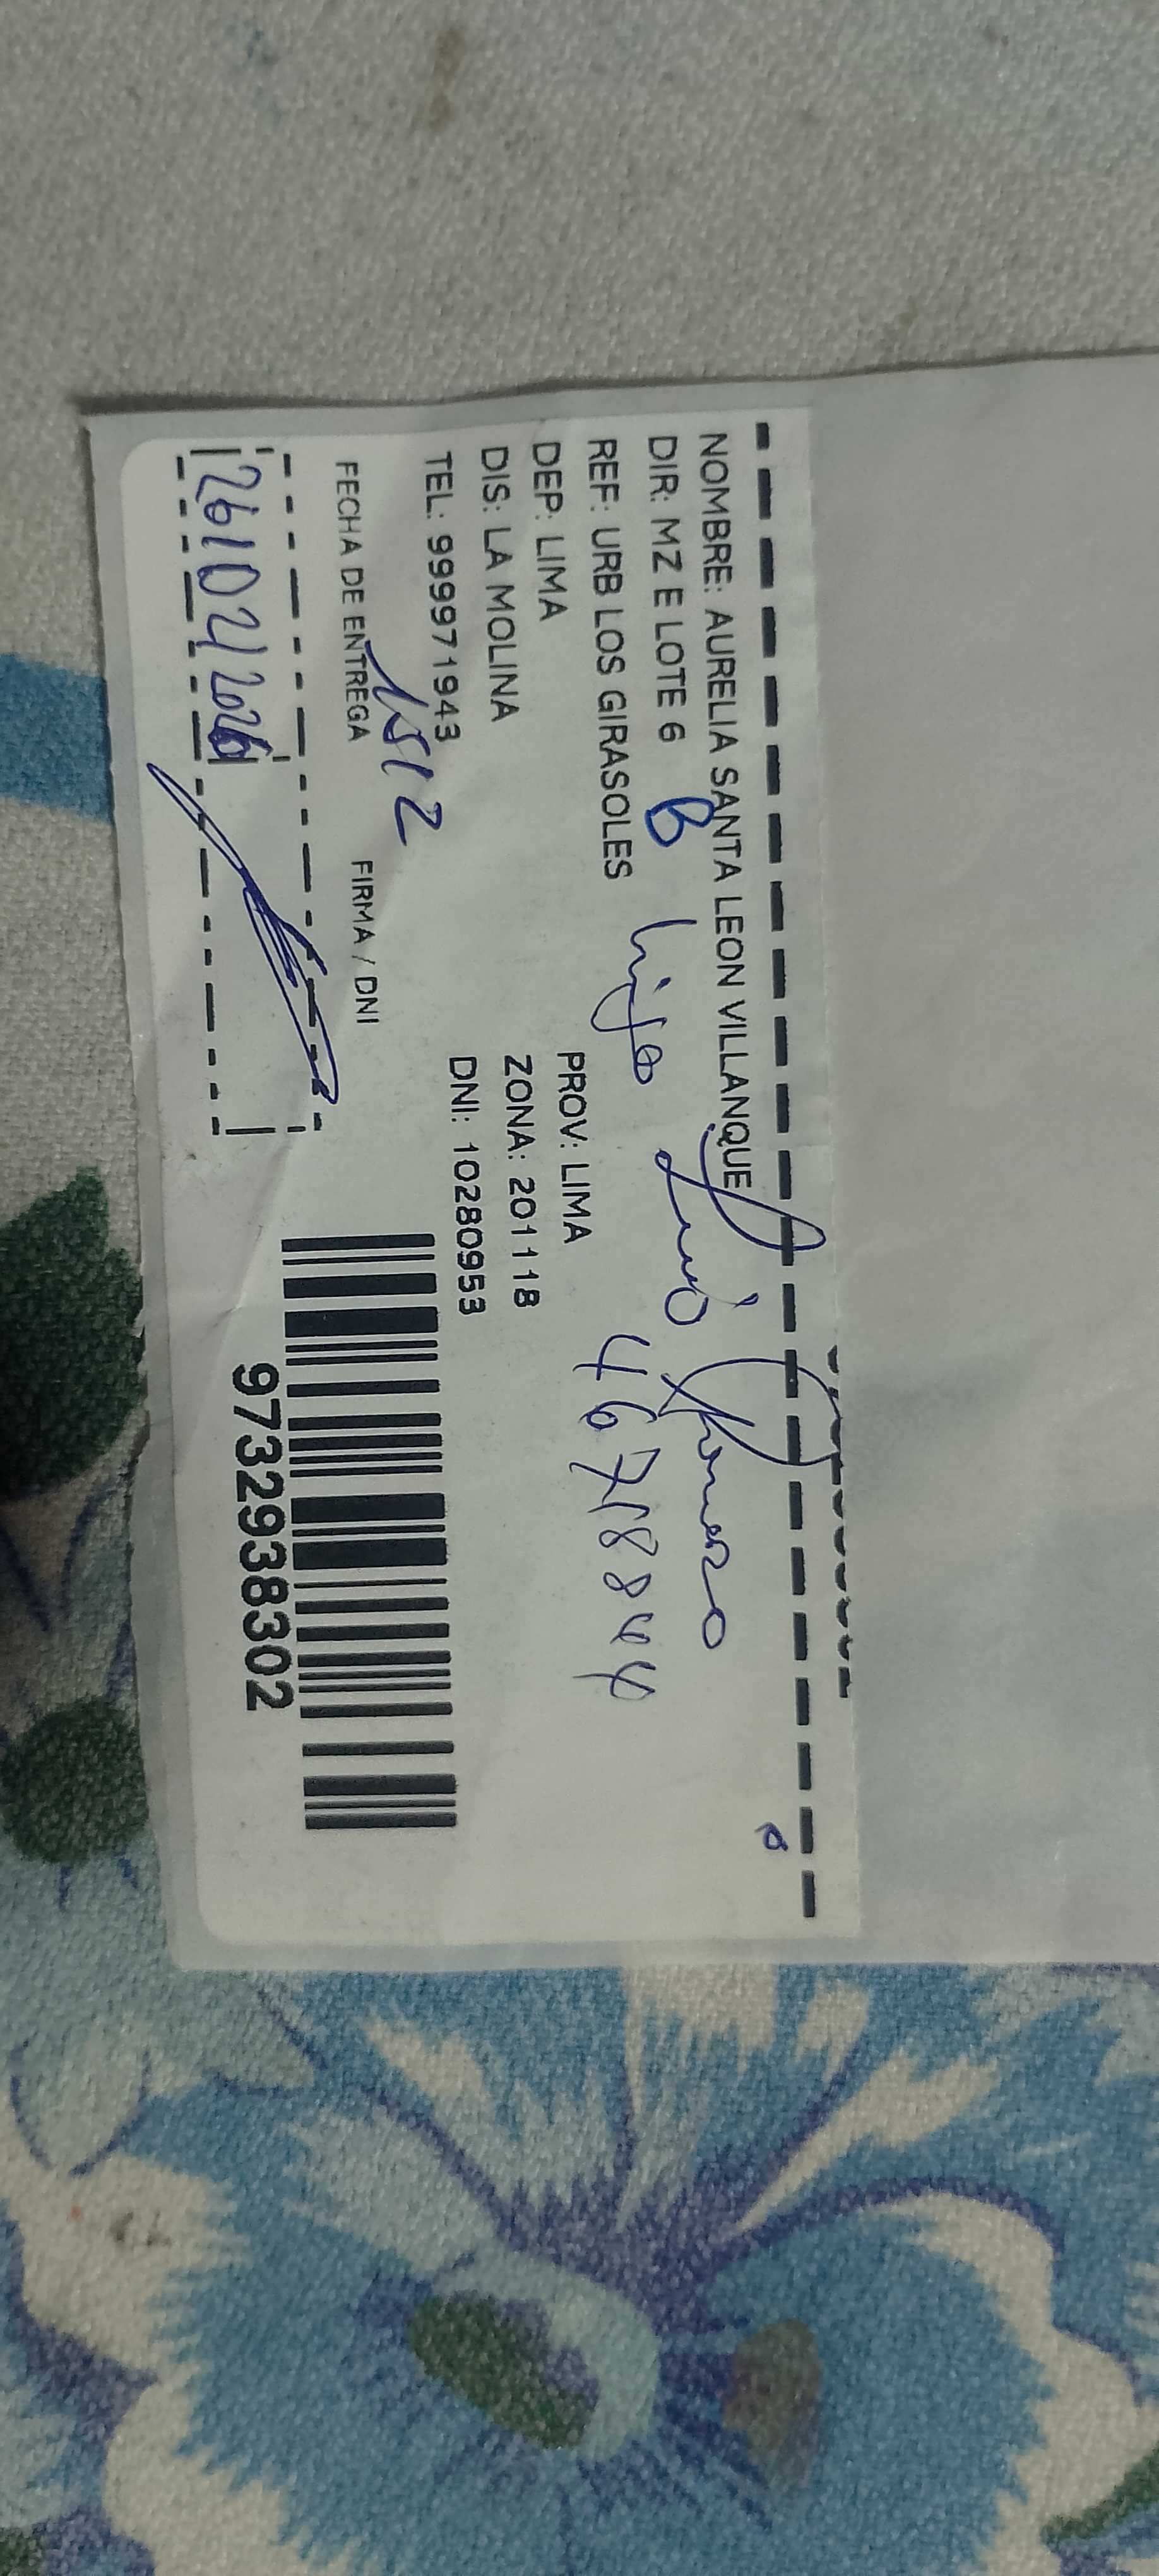 NOMBRE: AURELIA SANTA LEON VILLANQUE
DIR: MZ E LOTE 6 B
REF: URB LOS GIRASOLES
hijo Luis Romero
46718844
DEP: LIMA PROV: LIMA
DIS: LA MOLINA ZONA: 201118
TEL: 999971943 DNI: 10280953
1512
FECHA DE ENTREGA FIRMA / DNI
26/02/2026
9732938302